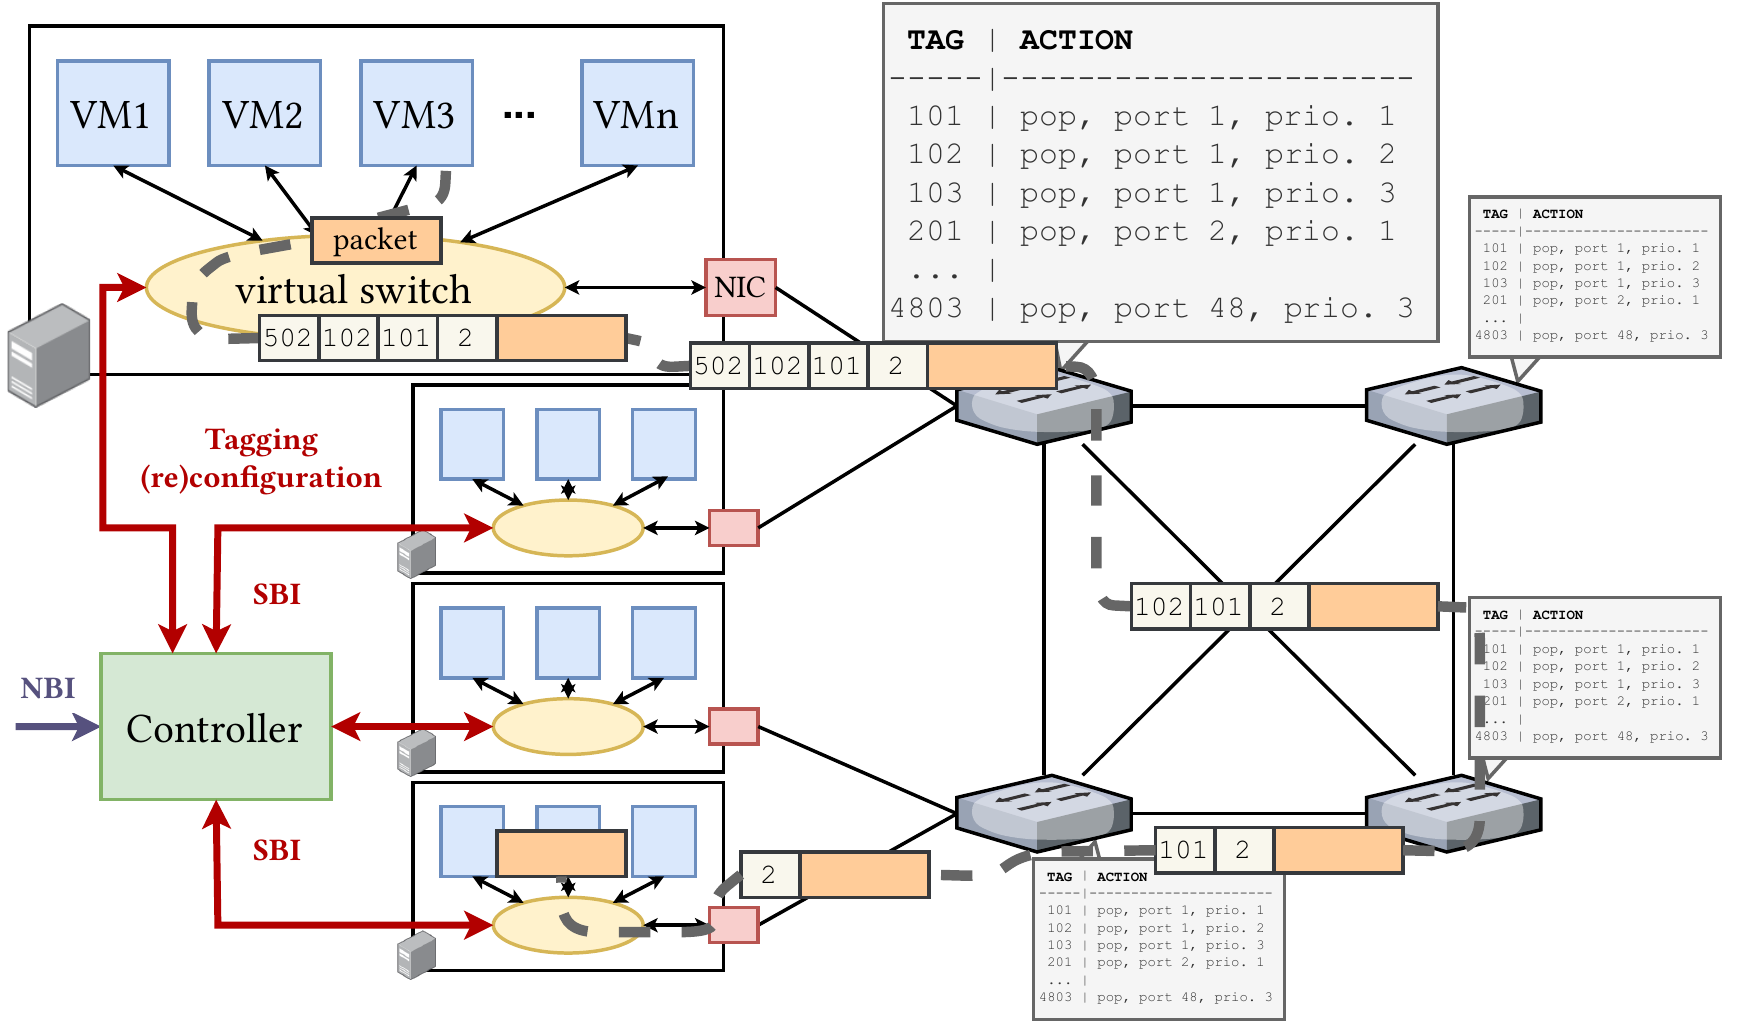 VM1
VM2
VM3
...
VMn
packet
virtual switch
NIC
502 102 101 2
502 102 101 2
TAG | ACTION
-----|----------------------
101 | pop, port 1, prio. 1
102 | pop, port 1, prio. 2
103 | pop, port 1, prio. 3
201 | pop, port 2, prio. 1
... |
4803 | pop, port 48, prio. 3
TAG | ACTION
-----|----------------------
101 | pop, port 1, prio. 1
102 | pop, port 1, prio. 2
103 | pop, port 1, prio. 3
201 | pop, port 2, prio. 1
... |
4803 | pop, port 48, prio. 3
Tagging
(re)configuration
SBI
NBI
Controller
SBI
102 101 2
TAG | ACTION
-----|----------------------
101 | pop, port 1, prio. 1
102 | pop, port 1, prio. 2
103 | pop, port 1, prio. 3
201 | pop, port 2, prio. 1
... |
4803 | pop, port 48, prio. 3
101 2
2
TAG | ACTION
-----|----------------------
101 | pop, port 1, prio. 1
102 | pop, port 1, prio. 2
103 | pop, port 1, prio. 3
201 | pop, port 2, prio. 1
... |
4803 | pop, port 48, prio. 3